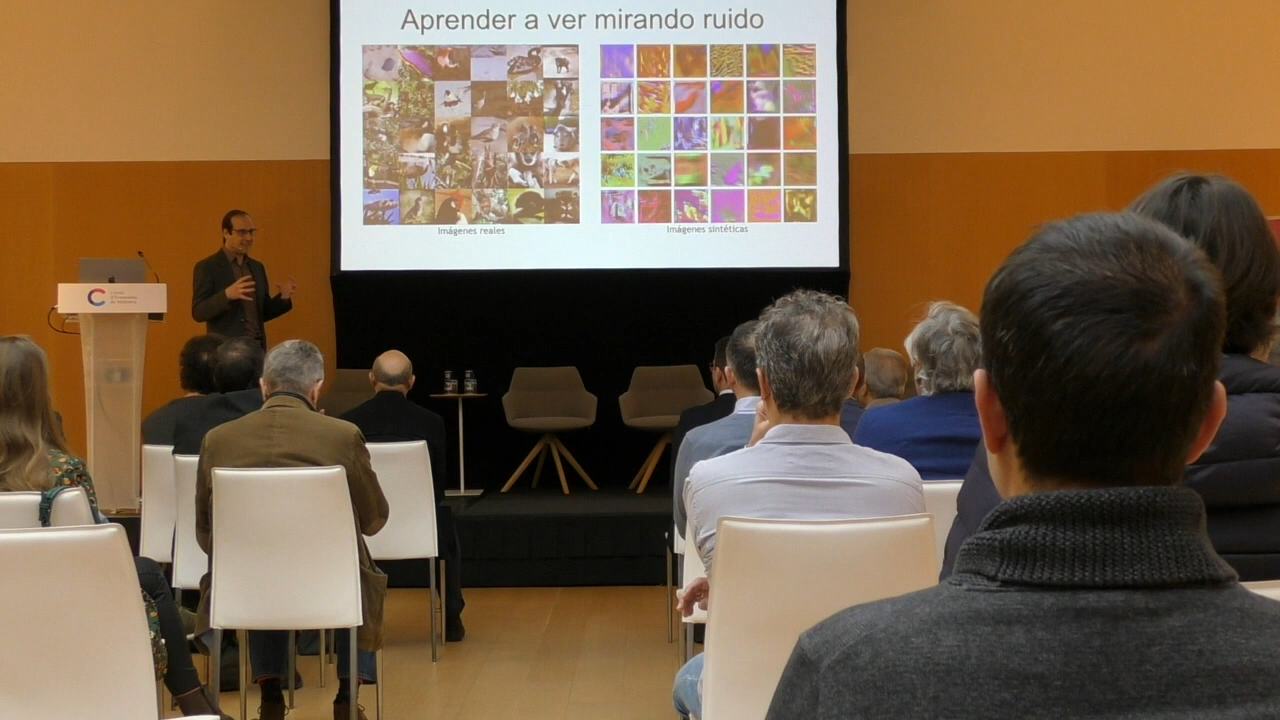 Aprender a ver mirando ruido
Imágenes reales
Imágenes sintéticas